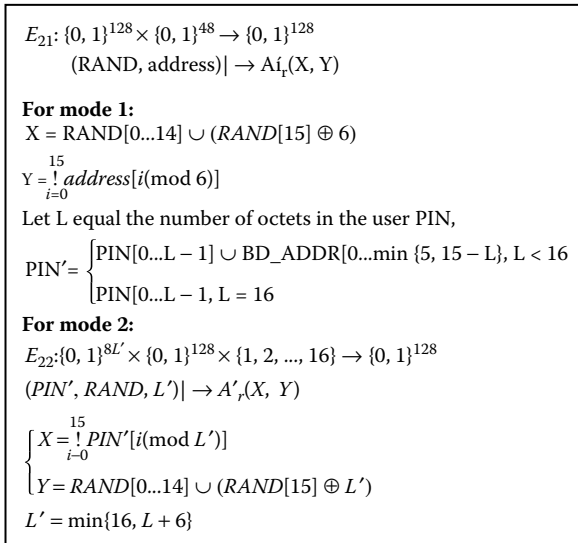 E₂₁: {0, 1}¹²⁸ × {0, 1}⁴⁸ → {0, 1}¹²⁸
(RAND, address)| → Aí_r(X, Y)
For mode 1:
X = RAND[0...14] ∪ (RAND[15] ⊕ 6)
15
Y = ! address[i(mod 6)]
i=0
Let L equal the number of octets in the user PIN,
PIN′= { PIN[0...L – 1] ∪ BD_ADDR[0...min {5, 15 – L}, L < 16
PIN[0...L – 1, L = 16
For mode 2:
E₂₂:{0, 1}^8L′ × {0, 1}¹²⁸ × {1, 2, ..., 16} → {0, 1}¹²⁸
(PIN′, RAND, L′)| → A′_r(X, Y)
15
{ X = ! PIN′[i(mod L′)]
i–0
Y = RAND[0...14] ∪ (RAND[15] ⊕ L′)
L′ = min{16, L + 6}